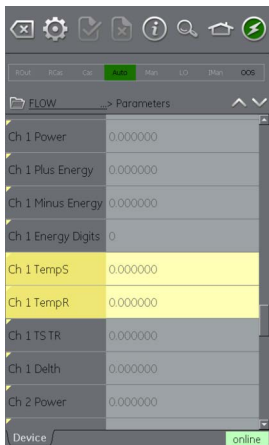 ROut RCas Cas Auto Man LO IMan OOS
FLOW ...> Parameters
Ch 1 Power 0.000000
Ch 1 Plus Energy 0.000000
Ch 1 Minus Energy 0.000000
Ch 1 Energy Digits 0
Ch 1 TempS 0.000000
Ch 1 TempR 0.000000
Ch 1 TS TR 0.000000
Ch 1 Delth 0.000000
Ch 2 Power 0.000000
Device online